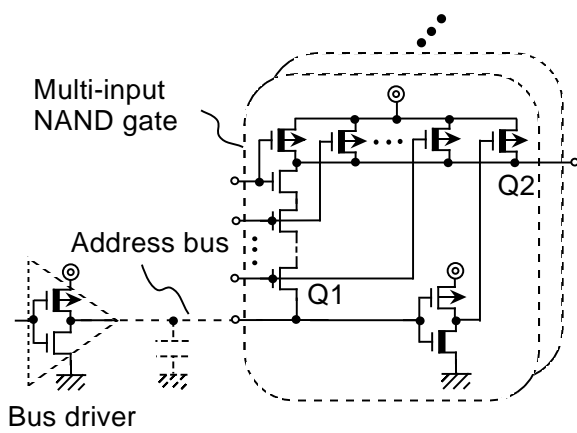 Multi-input
NAND gate
Q2
Address bus
Q1
Bus driver